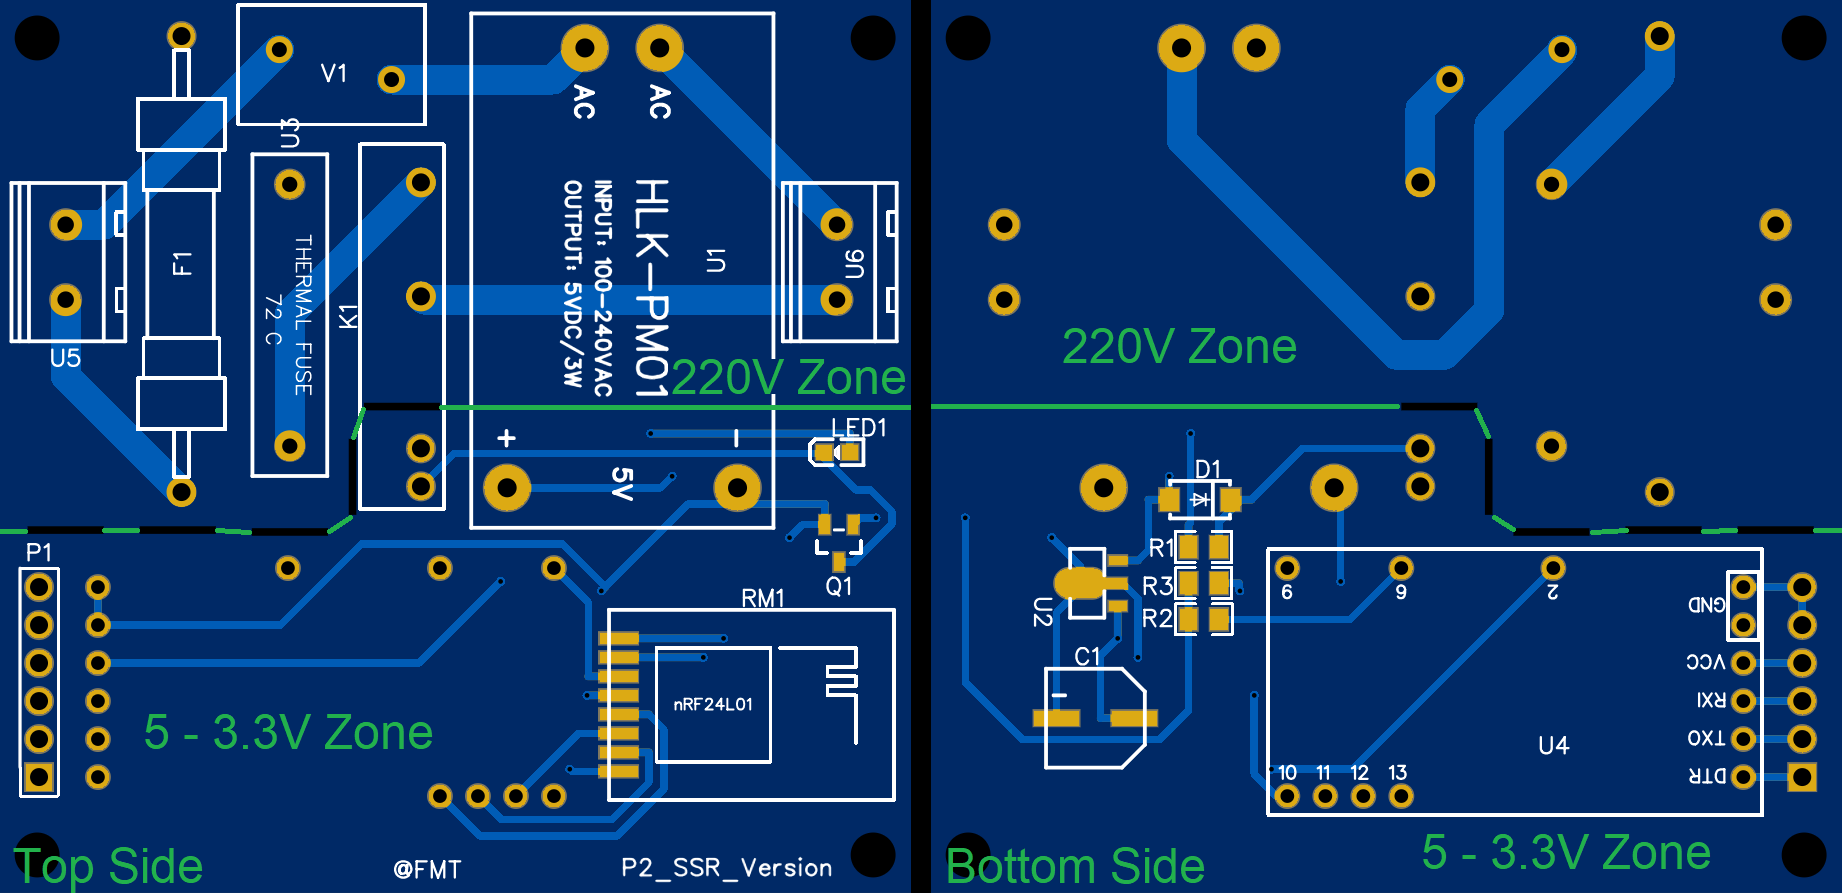 V1
AC
AC
U3
F1
THERMAL FUSE
72 C
K1
HLK-PM01
INPUT: 100-240VAC
OUTPUT: 5VDC/3W
U1
U6
U5
220V Zone
+
5V
-
LED1
Q1
P1
RM1
nRF24L01
5 - 3.3V Zone
Top Side
@FMT
P2_SSR_Version
220V Zone
D1
R1
R3
R2
U2
C1
-
6
9
2
GND
VCC
RXI
TXO
DTR
U4
10
11
12
13
Bottom Side
5 - 3.3V Zone